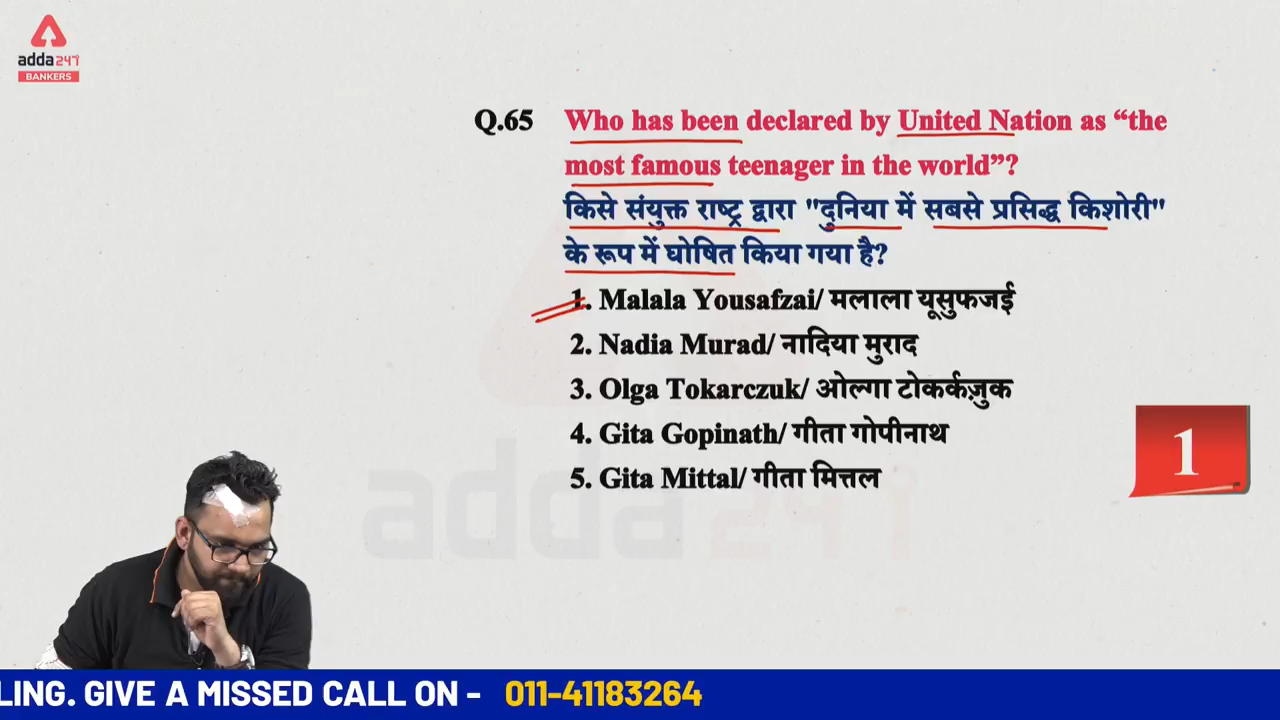 adda247
BANKERS
Q.65 Who has been declared by United Nation as “the
most famous teenager in the world”?
किसे संयुक्त राष्ट्र द्वारा "दुनिया में सबसे प्रसिद्ध किशोरी"
के रूप में घोषित किया गया है?
1. Malala Yousafzai/ मलाला यूसुफजई
2. Nadia Murad/ नादिया मुराद
3. Olga Tokarczuk/ ओल्गा टोकर्कज़ुक
4. Gita Gopinath/ गीता गोपीनाथ
5. Gita Mittal/ गीता मित्तल
1
adda247
LING. GIVE A MISSED CALL ON - 011-41183264